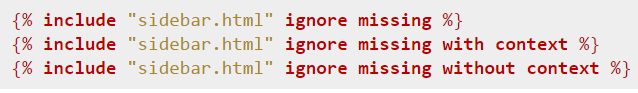 {% include "sidebar.html" ignore missing %}
{% include "sidebar.html" ignore missing with context %}
{% include "sidebar.html" ignore missing without context %}